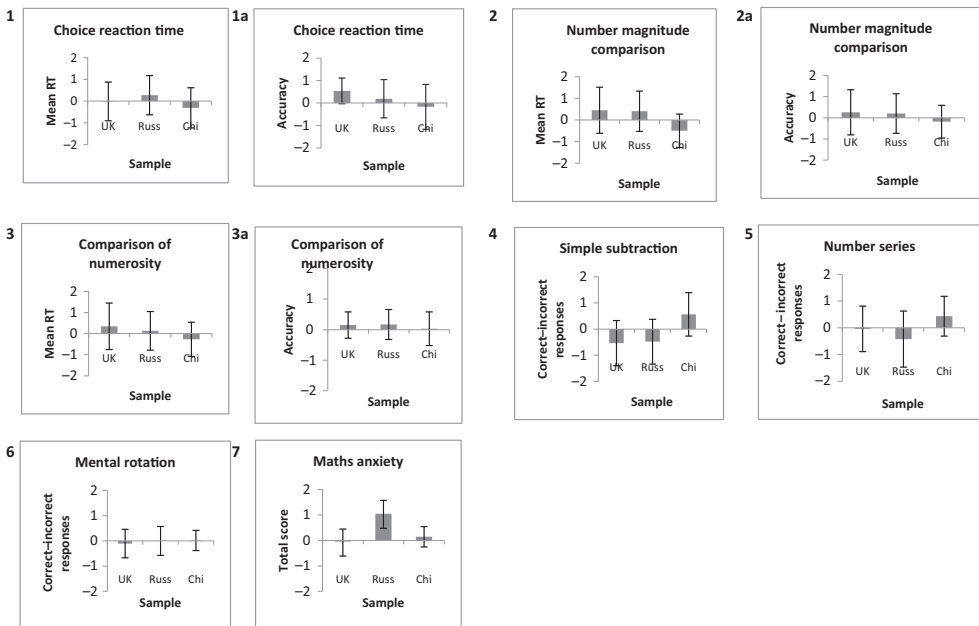 1
Choice reaction time
Mean RT
2
1
0
−1
−2
UK Russ Chi
Sample
1a
Choice reaction time
Accuracy
2
1
0
−1
−2
UK Russ Chi
Sample
2
Number magnitude
comparison
Mean RT
2
1
0
−1
−2
UK Russ Chi
Sample
2a
Number magnitude
comparison
Accuracy
2
1
0
−1
−2
UK Russ Chi
Sample
3
Comparison of
numerosity
Mean RT
2
1
0
−1
−2
UK Russ Chi
Sample
3a
Comparison of
numerosity
Accuracy
2
1
0
−1
−2
UK Russ Chi
Sample
4
Simple subtraction
Correct–incorrect
responses
2
1
0
−1
−2
UK Russ Chi
Sample
5
Number series
Correct– incorrect
responses
2
1
0
−1
−2
UK Russ Chi
Sample
6
Mental rotation
Correct–incorrect
responses
2
1
0
−1
−2
UK Russ Chi
Sample
7
Maths anxiety
Total score
2
1
0
−1
−2
UK Russ Chi
Sample